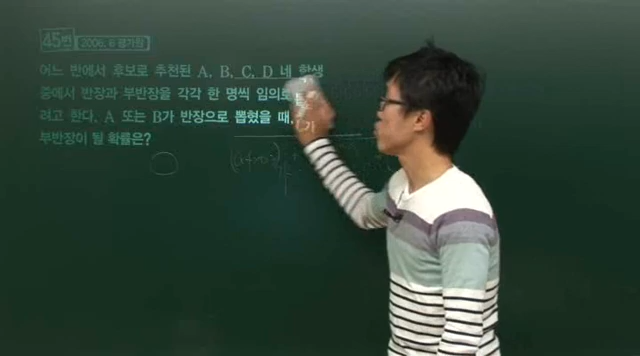 45번 2006. 6 평가원
어느 반에서 후보로 추천된 A, B, C, D 네 학생
중에서 반장과 부반장을 각각 한 명씩 임의로
려고 한다. A 또는 B가 반장으로 뽑혔을 때,
부반장이 될 확률은?